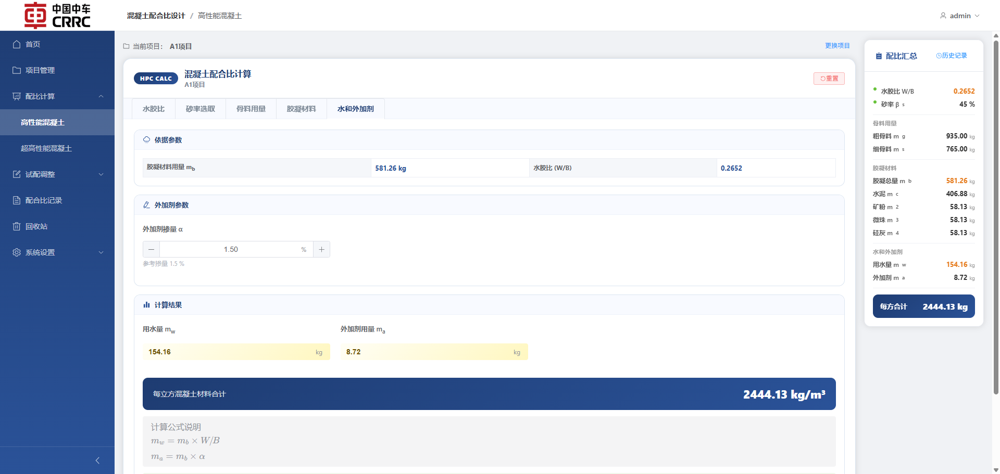 中国中车
CRRC
混凝土配合比设计 / 高性能混凝土
admin
首页
项目管理
配比计算
高性能混凝土
超高性能混凝土
试配调整
配合比记录
回收站
系统设置
当前项目： A1项目
更换项目
HPC CALC
混凝土配合比计算
A1项目
重置
水胶比
砂率选取
骨料用量
胶凝材料
水和外加剂
依据参数
胶凝材料用量 mb 581.26 kg 水胶比 (W/B) 0.2652
外加剂参数
外加剂掺量 α
1.50 %
参考掺量 1.5 %
计算结果
用水量 mw 外加剂用量 ma
154.16 kg 8.72 kg
每立方混凝土材料合计 2444.13 kg/m³
计算公式说明
mw = mb × W/B
ma = mb × α
配比汇总 历史记录
水胶比 W/B 0.2652
砂率 β s 45 %
骨料用量
粗骨料 m g 935.00 kg
细骨料 m s 765.00 kg
胶凝材料
胶凝总量 m b 581.26 kg
水泥 m c 406.88 kg
矿粉 m 2 58.13 kg
微珠 m 3 58.13 kg
硅灰 m 4 58.13 kg
水和外加剂
用水量 m w 154.16 kg
外加剂 m a 8.72 kg
每方合计 2444.13 kg